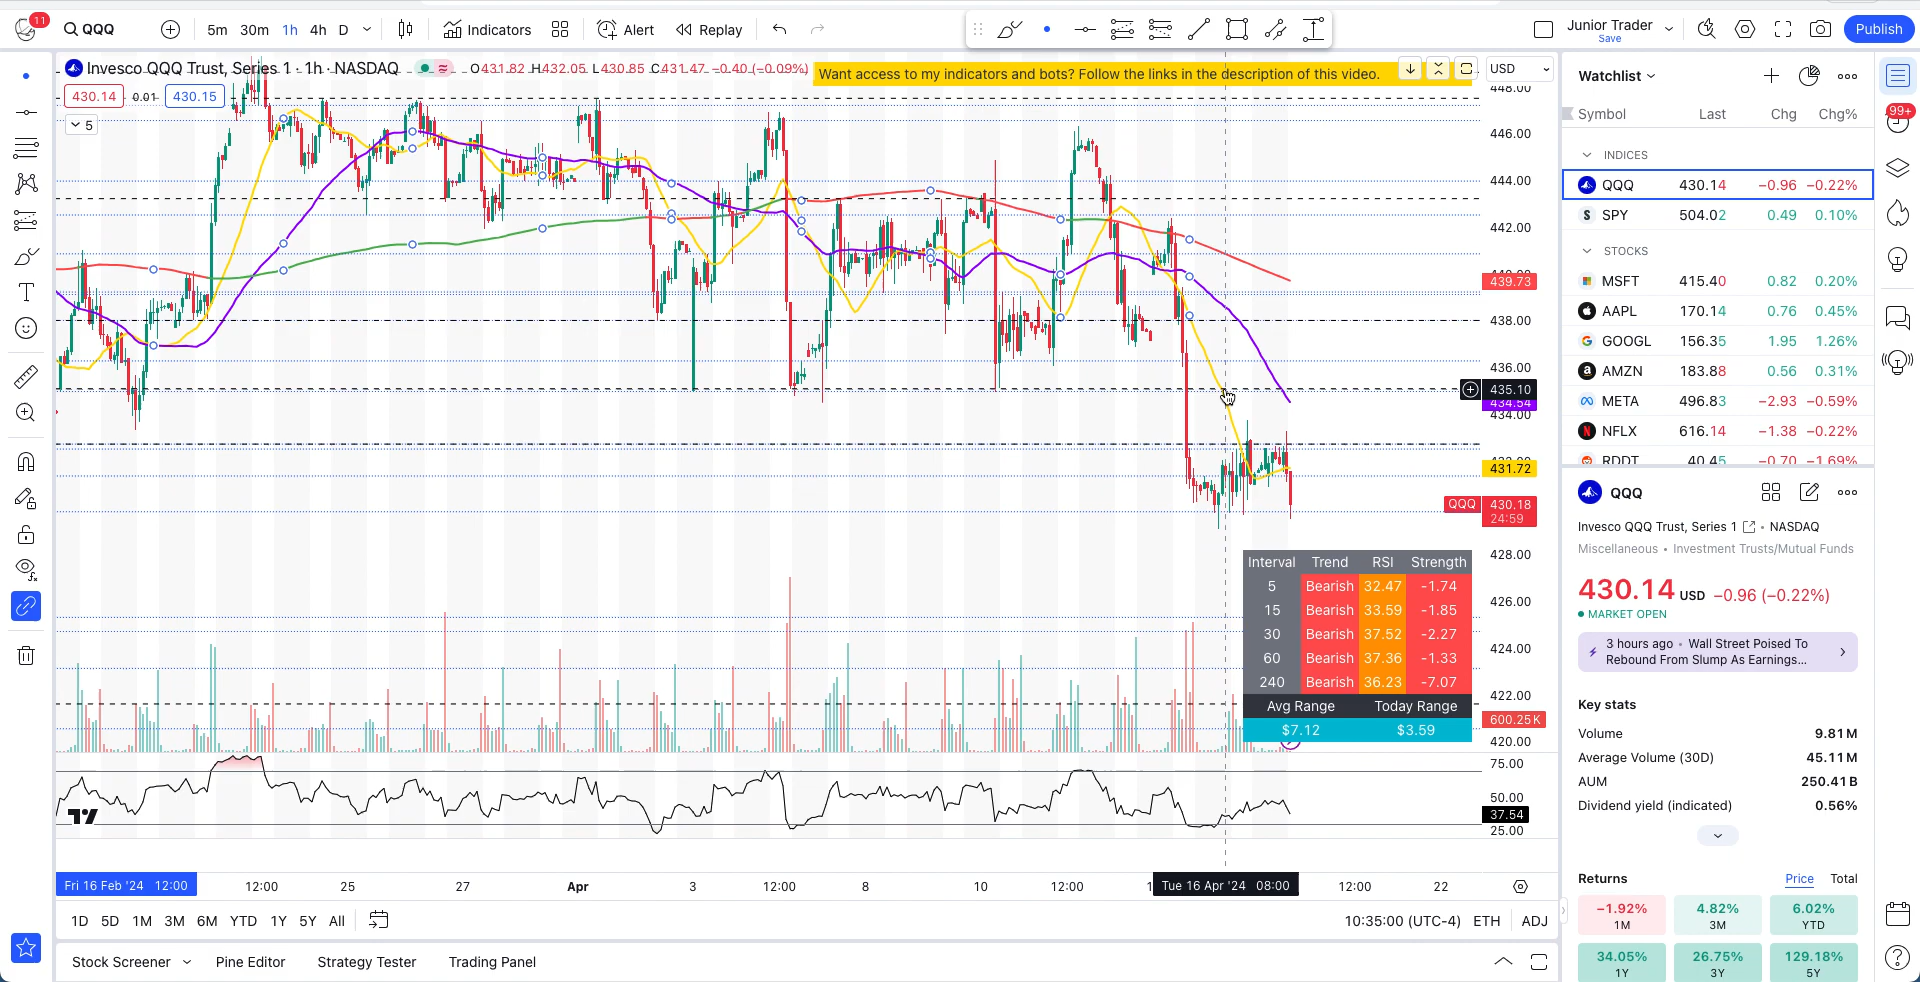 11
QQQ
5m 30m 1h 4h D
Indicators
Alert
Replay
Junior Trader
Save
Publish
Invesco QQQ Trust, Series 1 · 1h · NASDAQ
O431.82 H432.05 L430.85 C431.47 −0.40 (−0.09%)
Want access to my indicators and bots? Follow the links in the description of this video.
USD
430.14 0.01 430.15
5
448.00
446.00
444.00
442.00
439.73
438.00
436.00
435.10
434.54
434.00
431.72
QQQ 430.18
24:59
428.00
426.00
424.00
422.00
600.25K
420.00
75.00
50.00
37.54
25.00
Interval Trend RSI Strength
5 Bearish 32.47 -1.74
15 Bearish 33.59 -1.85
30 Bearish 37.52 -2.27
60 Bearish 37.36 -1.33
240 Bearish 36.23 -7.07
Avg Range Today Range
$7.12 $3.59
Fri 16 Feb '24 12:00
12:00 25 27 Apr 3 12:00 8 10 12:00
Tue 16 Apr '24 08:00
12:00 22
1D 5D 1M 3M 6M YTD 1Y 5Y All
10:35:00 (UTC-4) ETH ADJ
Stock Screener Pine Editor Strategy Tester Trading Panel
Watchlist
Symbol Last Chg Chg%
INDICES
QQQ 430.14 −0.96 −0.22%
SPY 504.02 0.49 0.10%
STOCKS
MSFT 415.40 0.82 0.20%
AAPL 170.14 0.76 0.45%
GOOGL 156.35 1.95 1.26%
AMZN 183.88 0.56 0.31%
META 496.83 −2.93 −0.59%
NFLX 616.14 −1.38 −0.22%
RDDT 40.45 −0.70 −1.69%
QQQ
Invesco QQQ Trust, Series 1 • NASDAQ
Miscellaneous • Investment Trusts/Mutual Funds
430.14 USD −0.96 (−0.22%)
MARKET OPEN
3 hours ago • Wall Street Poised To
Rebound From Slump As Earnings...
Key stats
Volume 9.81M
Average Volume (30D) 45.11M
AUM 250.41B
Dividend yield (indicated) 0.56%
Returns Price Total
−1.92% 4.82% 6.02%
1M 3M YTD
34.05% 26.75% 129.18%
1Y 3Y 5Y
99+